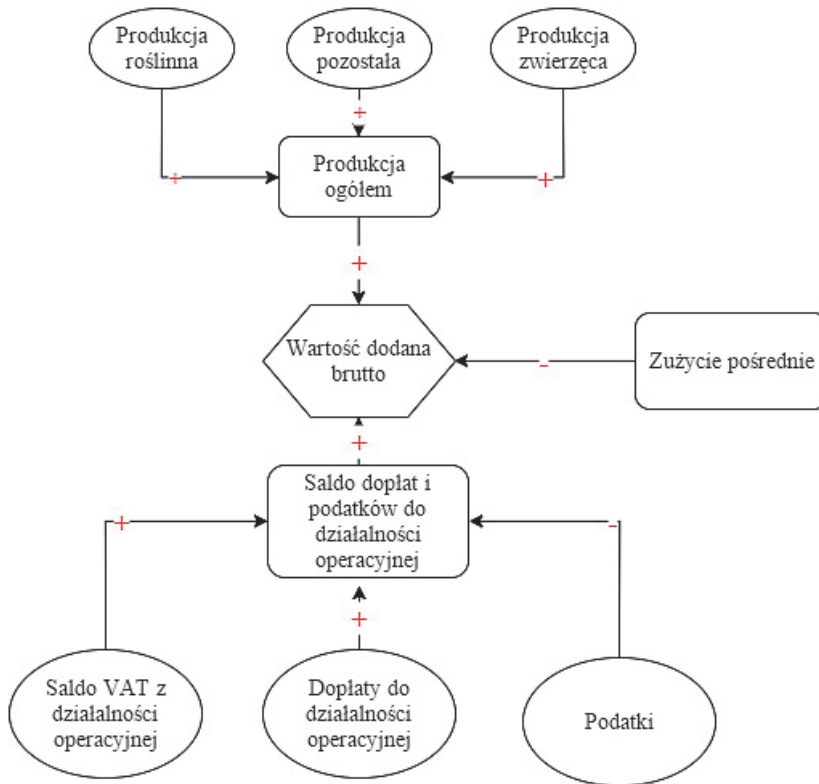 Produkcja
roślinna
Produkcja
pozostała
Produkcja
zwierzęca
+
+
+
Produkcja
ogółem
+
Wartość dodana
brutto
-
Zużycie pośrednie
+
Saldo dopłat i
podatków do
działalności
operacyjnej
+
-
+
Saldo VAT z
działalności
operacyjnej
Dopłaty do
działalności
operacyjnej
Podatki